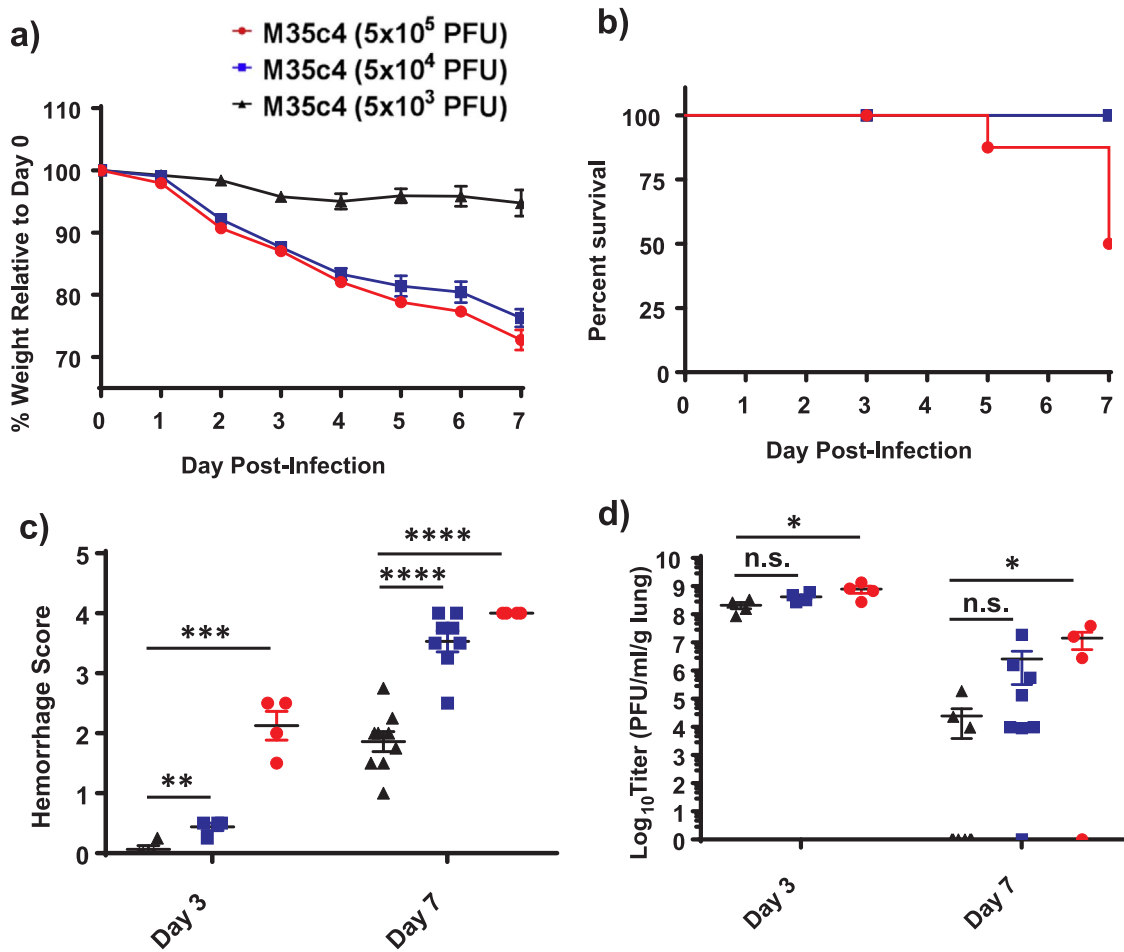 a)
M35c4 (5x10⁵ PFU)
M35c4 (5x10⁴ PFU)
M35c4 (5x10³ PFU)
% Weight Relative to Day 0
110
100
90
80
70
0 1 2 3 4 5 6 7
Day Post-Infection
b)
Percent survival
100
75
50
25
0
0 1 2 3 4 5 6 7
Day Post-Infection
c)
Hemorrhage Score
5
4
3
2
1
0
**
***
****
****
Day 3
Day 7
d)
Log₁₀Titer (PFU/ml/g lung)
10
9
8
7
6
5
4
3
2
1
0
*
n.s.
*
n.s.
Day 3
Day 7